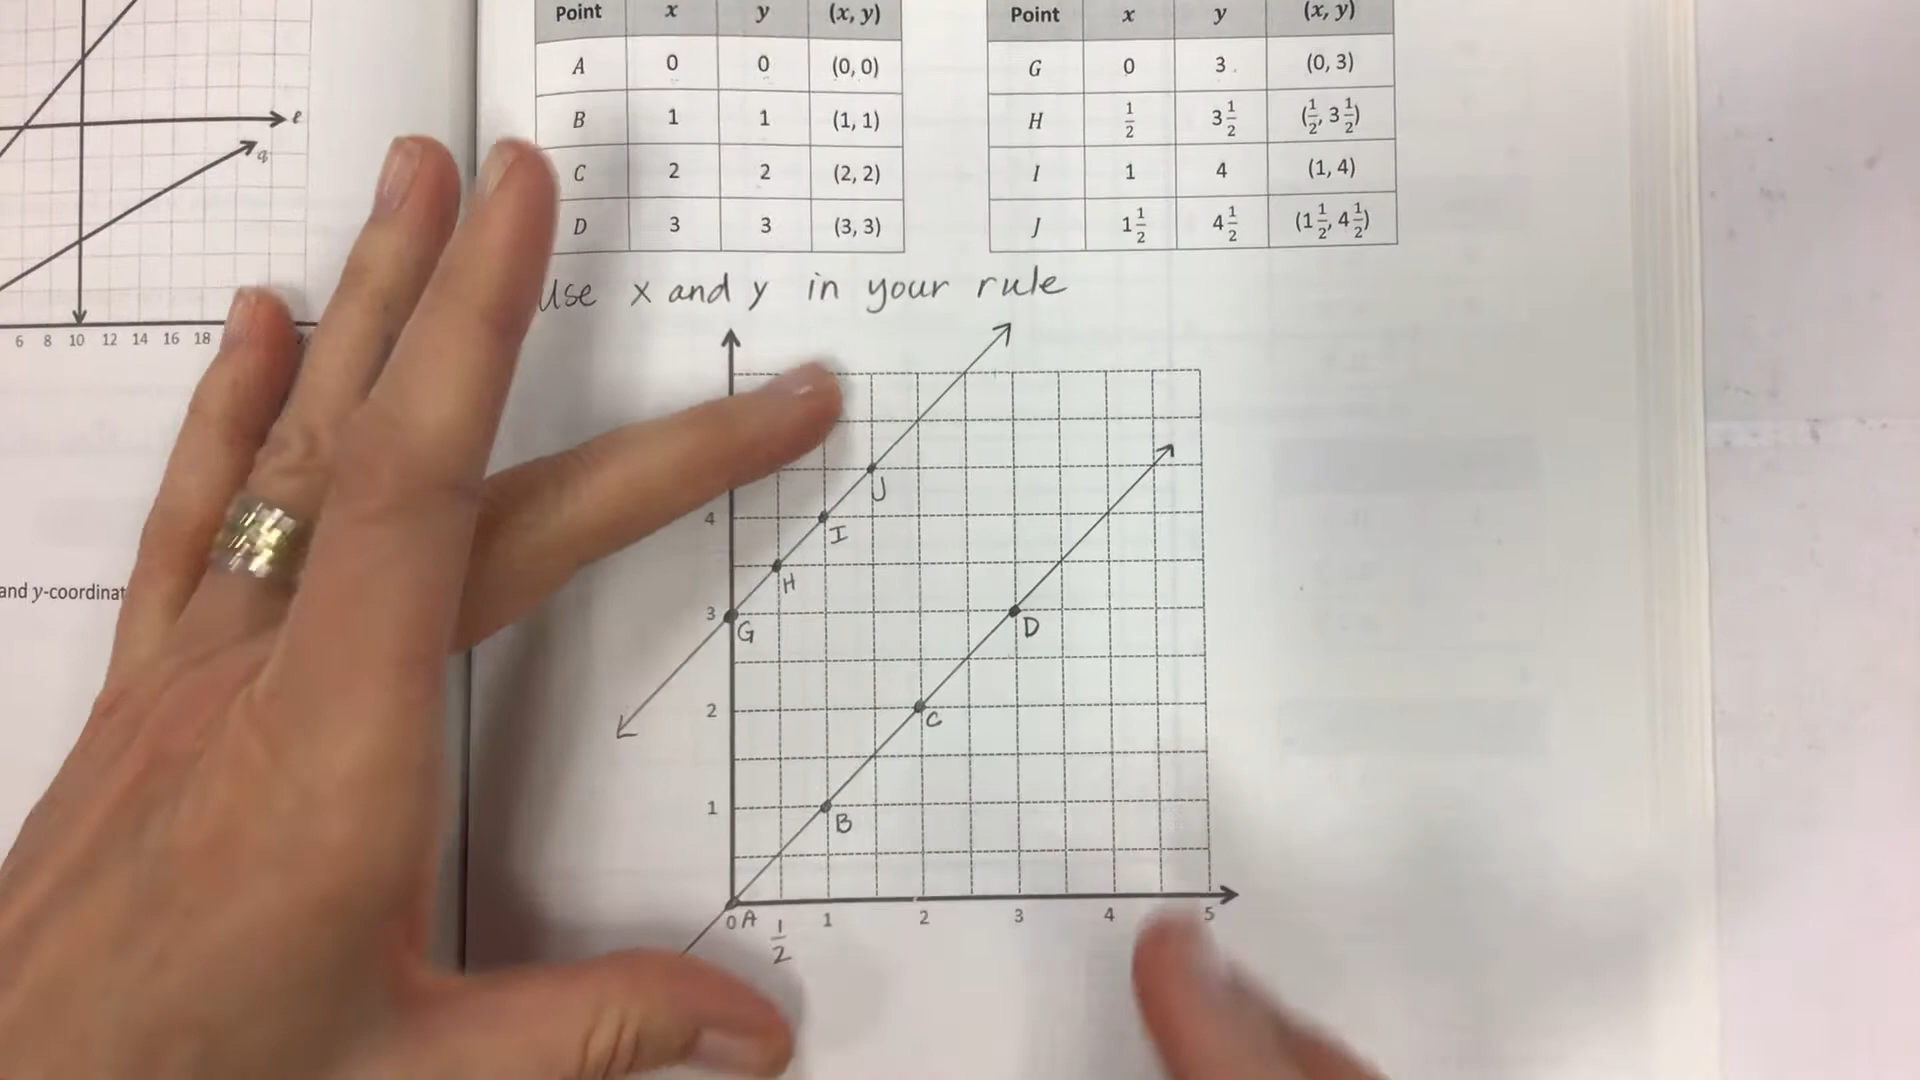 Point x y (x, y)
A 0 0 (0, 0)
B 1 1 (1, 1)
C 2 2 (2, 2)
D 3 3 (3, 3)
Point x y (x, y)
G 0 3 (0, 3)
H 1/2 3 1/2 (1/2, 3 1/2)
I 1 4 (1, 4)
J 1 1/2 4 1/2 (1 1/2, 4 1/2)
Use x and y in your rule
ℓ
q
6 8 10 12 14 16 18
and y-coordinat
J
4
I
H
3
G
D
2
C
1
B
0 A 1/2 1 2 3 4 5